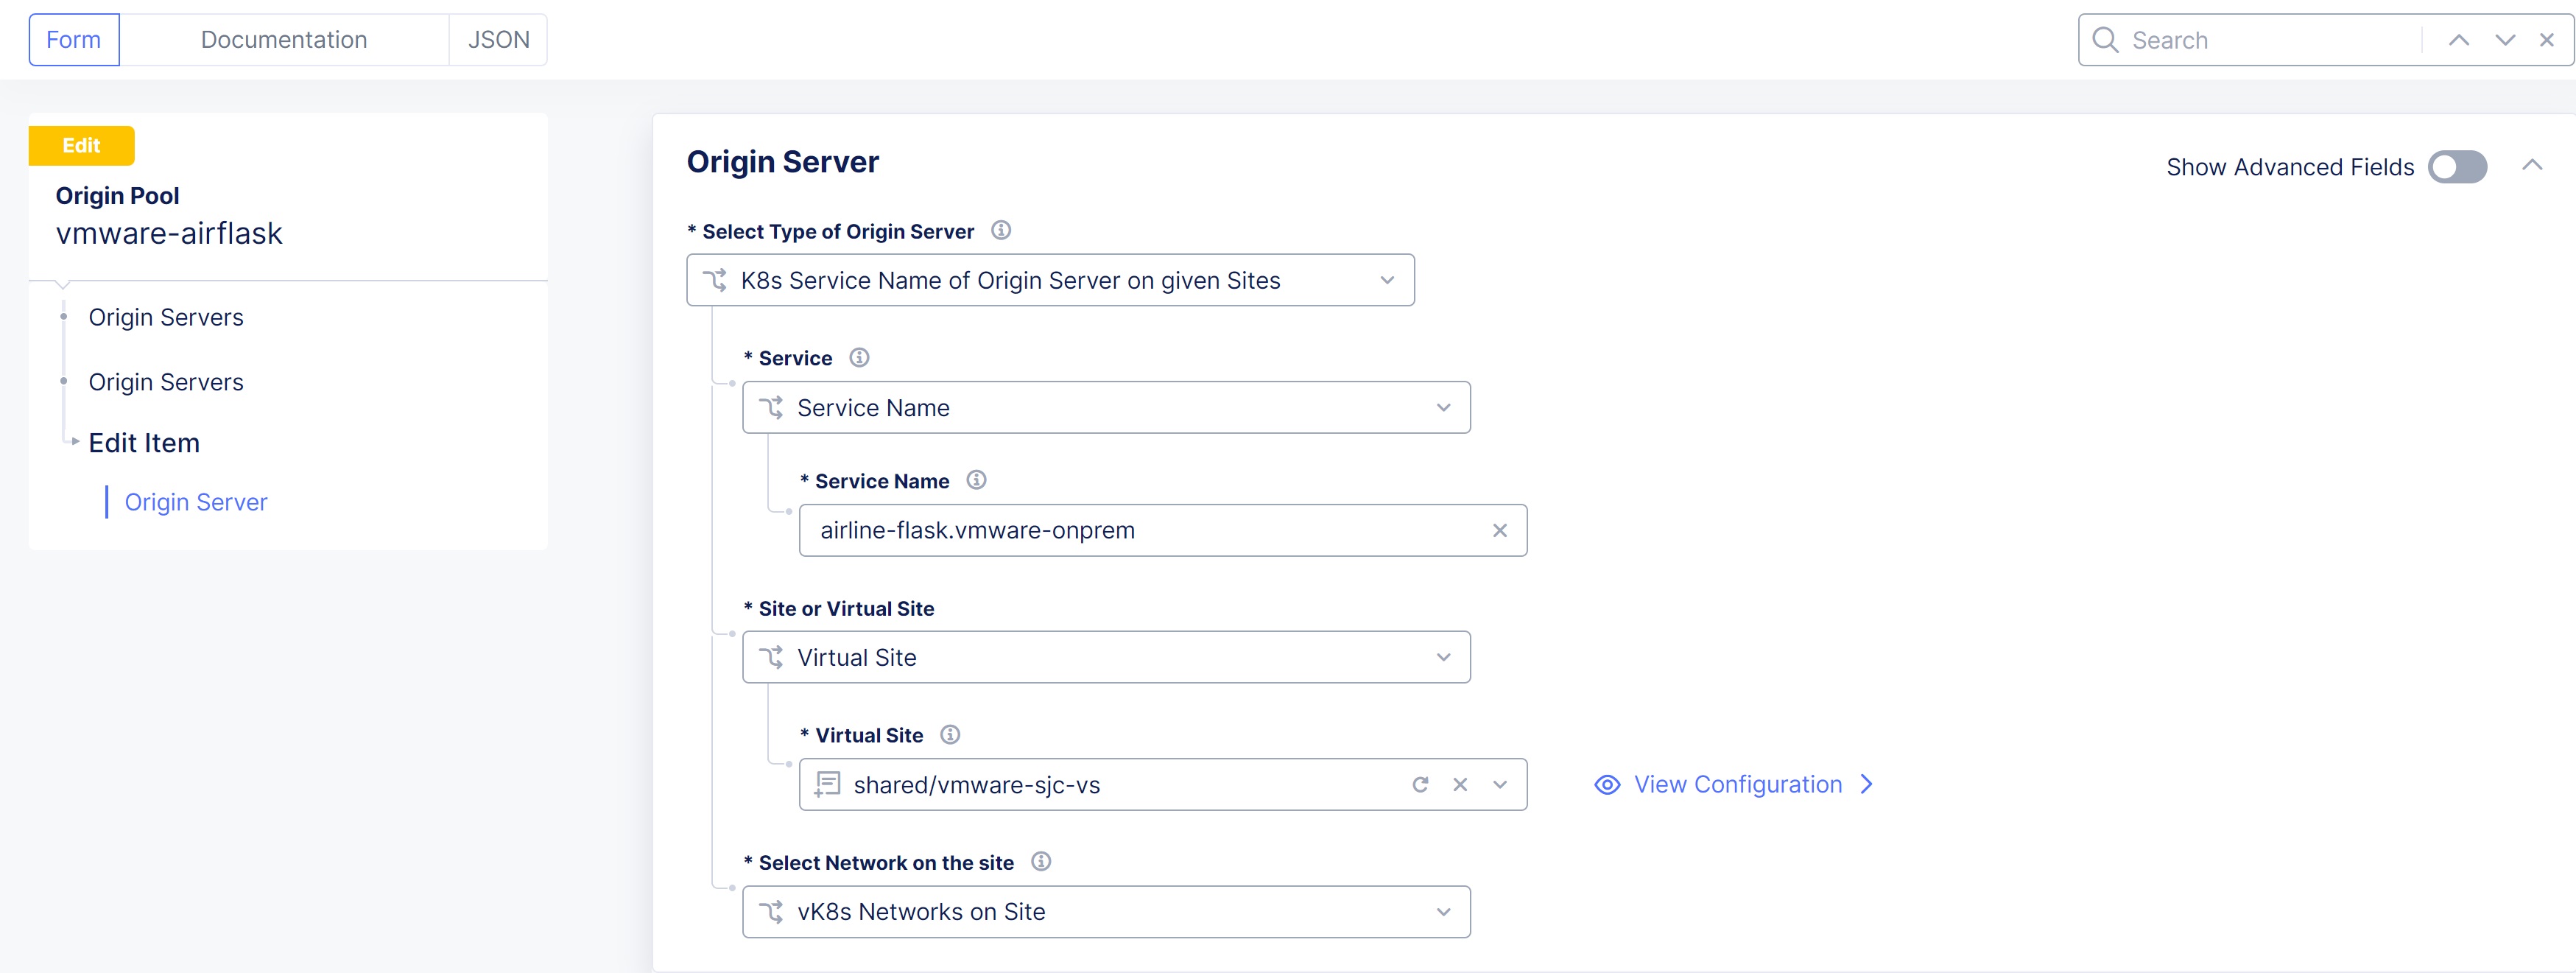 Form
Documentation
JSON
Search
Edit
Origin Pool
vmware-airflask
Origin Servers
Origin Servers
Edit Item
Origin Server
Origin Server
Show Advanced Fields
* Select Type of Origin Server
K8s Service Name of Origin Server on given Sites
* Service
Service Name
* Service Name
airline-flask.vmware-onprem
* Site or Virtual Site
Virtual Site
* Virtual Site
shared/vmware-sjc-vs
View Configuration
* Select Network on the site
vK8s Networks on Site